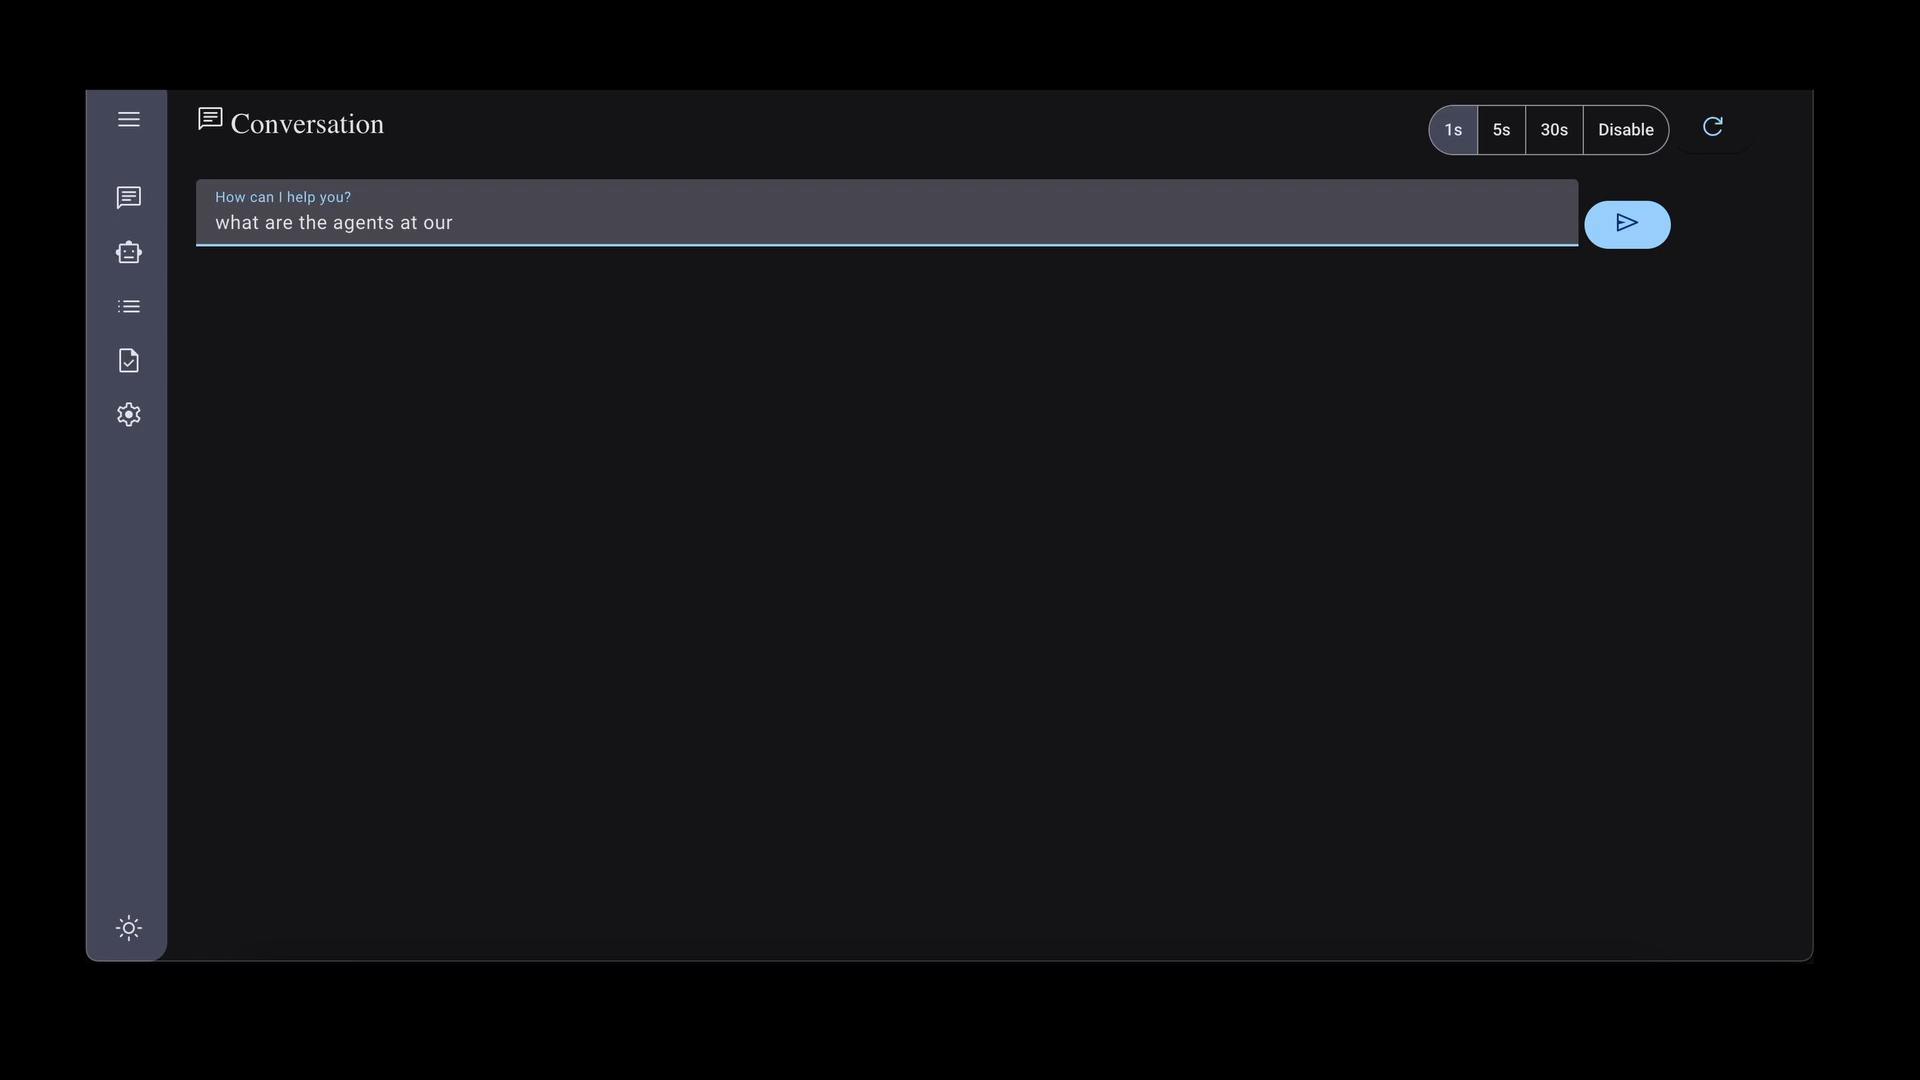 Conversation
1s 5s 30s Disable
How can I help you?
what are the agents at our